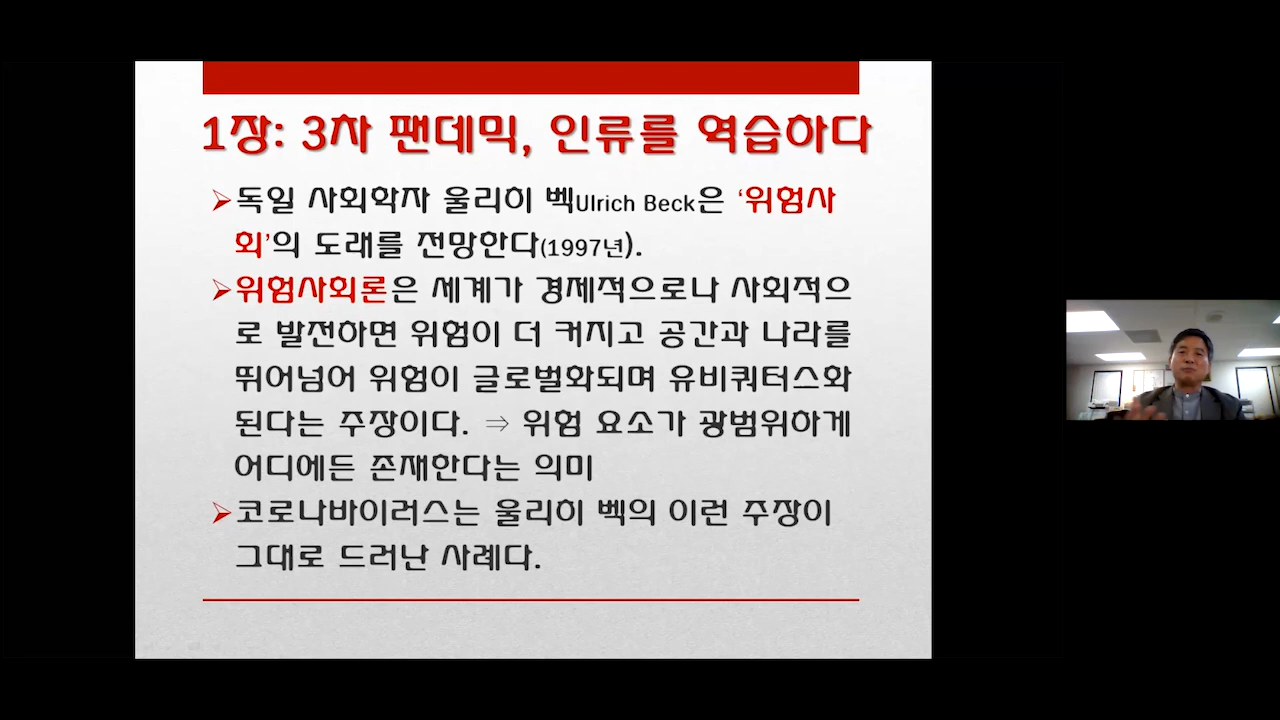 1장: 3차 팬데믹, 인류를 역습하다
➢독일 사회학자 울리히 벡Ulrich Beck은 ‘위험사
회’의 도래를 전망한다(1997년).
➢위험사회론은 세계가 경제적으로나 사회적으
로 발전하면 위험이 더 커지고 공간과 나라를
뛰어넘어 위험이 글로벌화되며 유비쿼터스화
된다는 주장이다. ⇒ 위험 요소가 광범위하게
어디에든 존재한다는 의미
➢코로나바이러스는 울리히 벡의 이런 주장이
그대로 드러난 사례다.